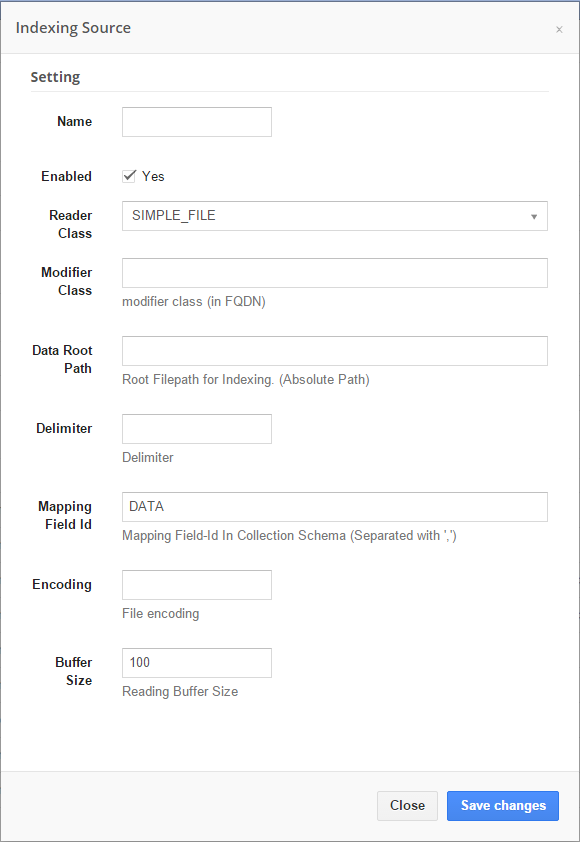 Indexing Source
×
Setting
Name
Enabled
Yes
Reader
Class
SIMPLE_FILE
Modifier
Class
modifier class (in FQDN)
Data Root
Path
Root Filepath for Indexing. (Absolute Path)
Delimiter
Delimiter
Mapping
Field Id
DATA
Mapping Field-Id In Collection Schema (Separated with ',')
Encoding
File encoding
Buffer
Size
100
Reading Buffer Size
Close
Save changes